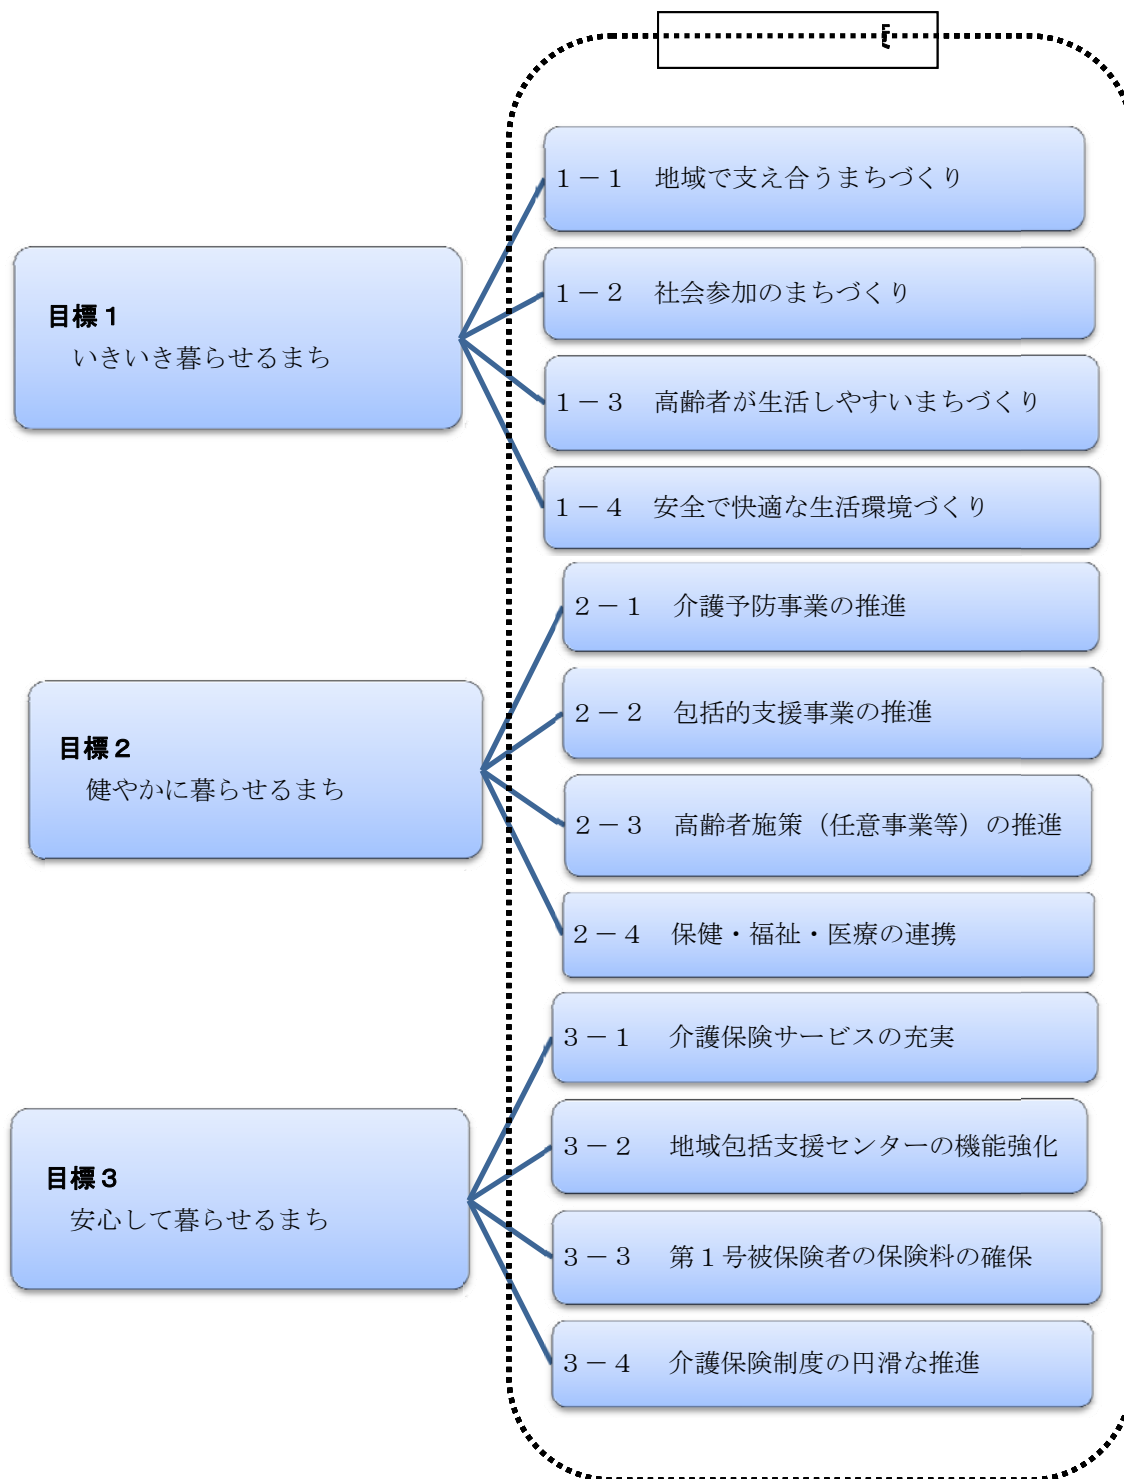 目標１
いきいき暮らせるまち
１－１　地域で支え合うまちづくり
１－２　社会参加のまちづくり
１－３　高齢者が生活しやすいまちづくり
１－４　安全で快適な生活環境づくり
目標２
健やかに暮らせるまち
２－１　介護予防事業の推進
２－２　包括的支援事業の推進
２－３　高齢者施策（任意事業等）の推進
２－４　保健・福祉・医療の連携
目標３
安心して暮らせるまち
３－１　介護保険サービスの充実
３－２　地域包括支援センターの機能強化
３－３　第１号被保険者の保険料の確保
３－４　介護保険制度の円滑な推進